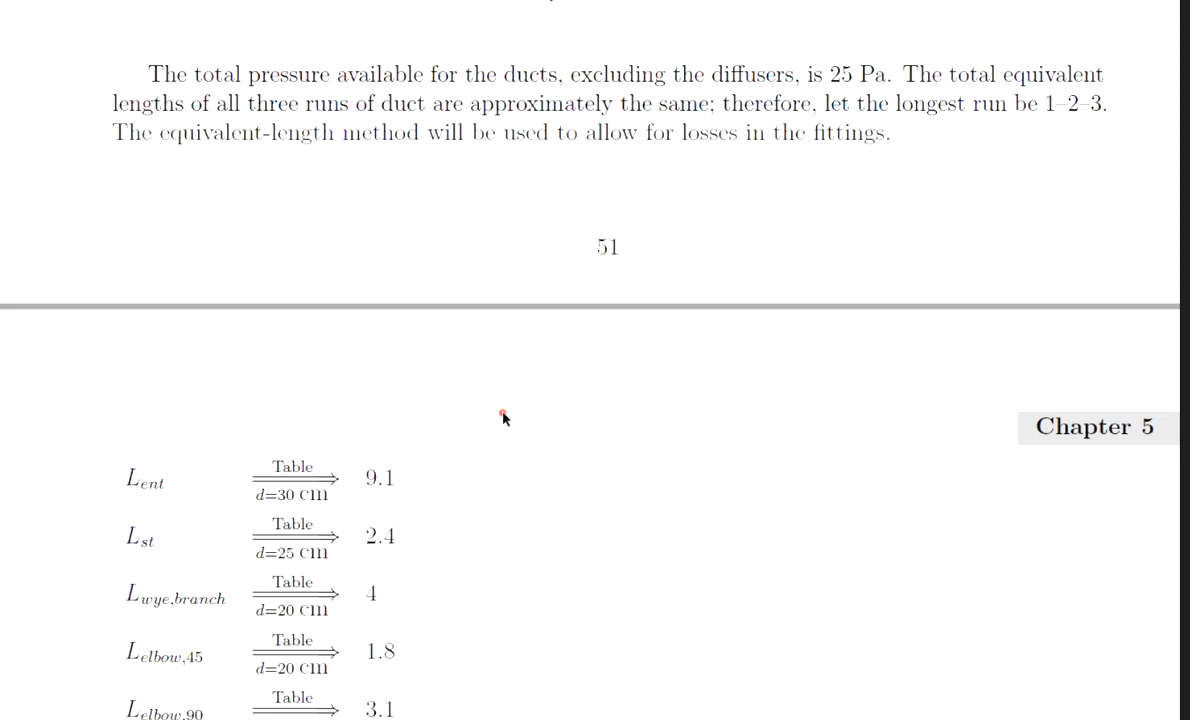 The total pressure available for the ducts, excluding the diffusers, is 25 Pa. The total equivalent
lengths of all three runs of duct are approximately the same; therefore, let the longest run be 1–2–3.
The equivalent-length method will be used to allow for losses in the fittings.
51
Chapter 5
L_ent Table d=30 cm 9.1
L_st Table d=25 cm 2.4
L_wye,branch Table d=20 cm 4
L_elbow,45 Table d=20 cm 1.8
L_elbow,90 Table 3.1